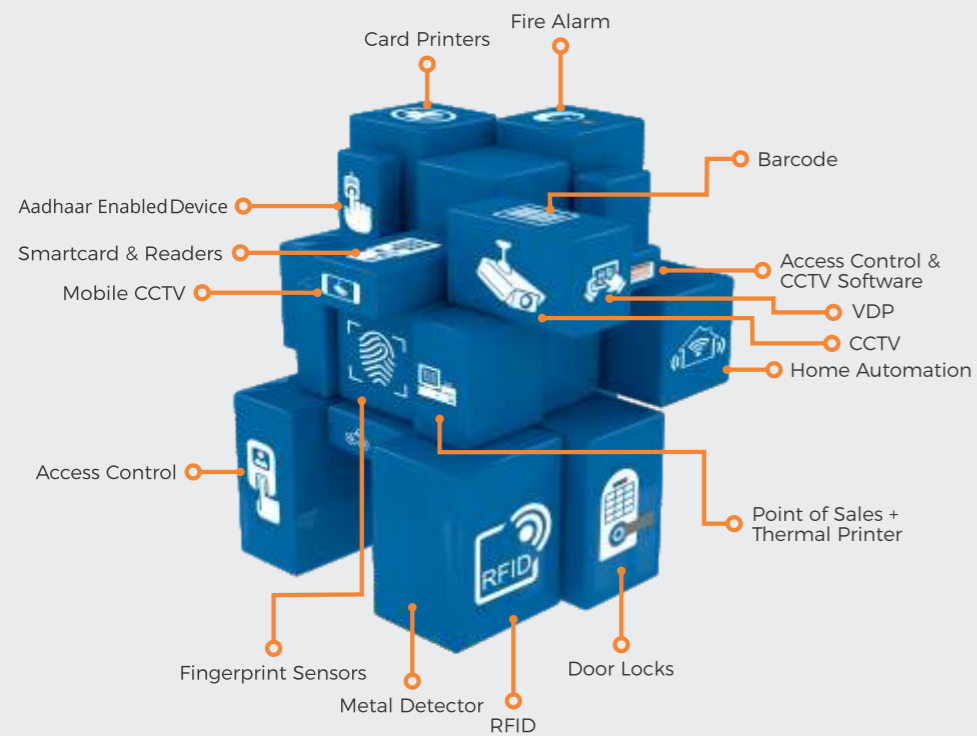 Fire Alarm
Card Printers
Barcode
Aadhaar Enabled Device
Smartcard & Readers
Access Control &
CCTV Software
Mobile CCTV
VDP
CCTV
Home Automation
Access Control
Point of Sales +
Thermal Printer
RFID
Fingerprint Sensors
Door Locks
Metal Detector
RFID